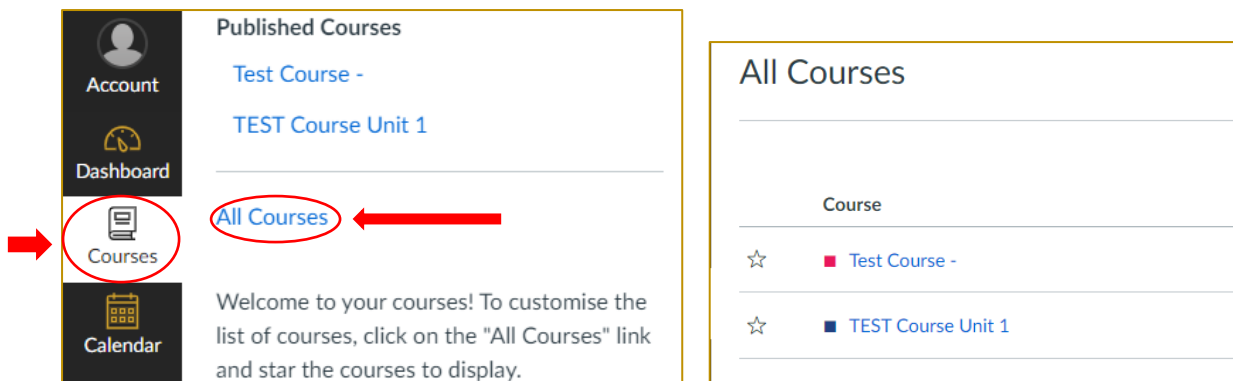 Account
Dashboard
Courses
Calendar
Published Courses
Test Course -
TEST Course Unit 1
All Courses
Welcome to your courses! To customise the
list of courses, click on the "All Courses" link
and star the courses to display.
All Courses
Course
Test Course -
TEST Course Unit 1